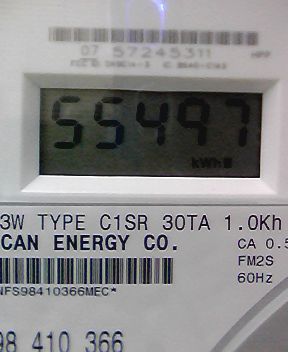 07 57245311
55497
kWh
3W TYPE C1SR 30TA 1.0Kh
CAN ENERGY CO.
CA 0.5
FM2S
60Hz
NFS98410366MEC*
98 410 366